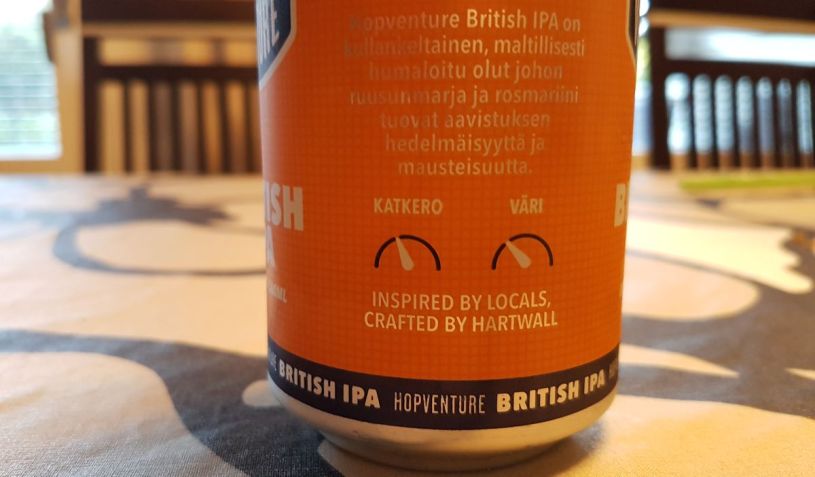 Hopventure British IPA on
kullankeltainen, maltillisesti
humaloitu olut johon
ruusunmarja ja rosmariini
tuovat aavistuksen
hedelmäisyyttä ja
mausteisuutta.
KATKERO VÄRI
INSPIRED BY LOCALS,
CRAFTED BY HARTWALL
BRITISH IPA HOPVENTURE BRITISH IPA